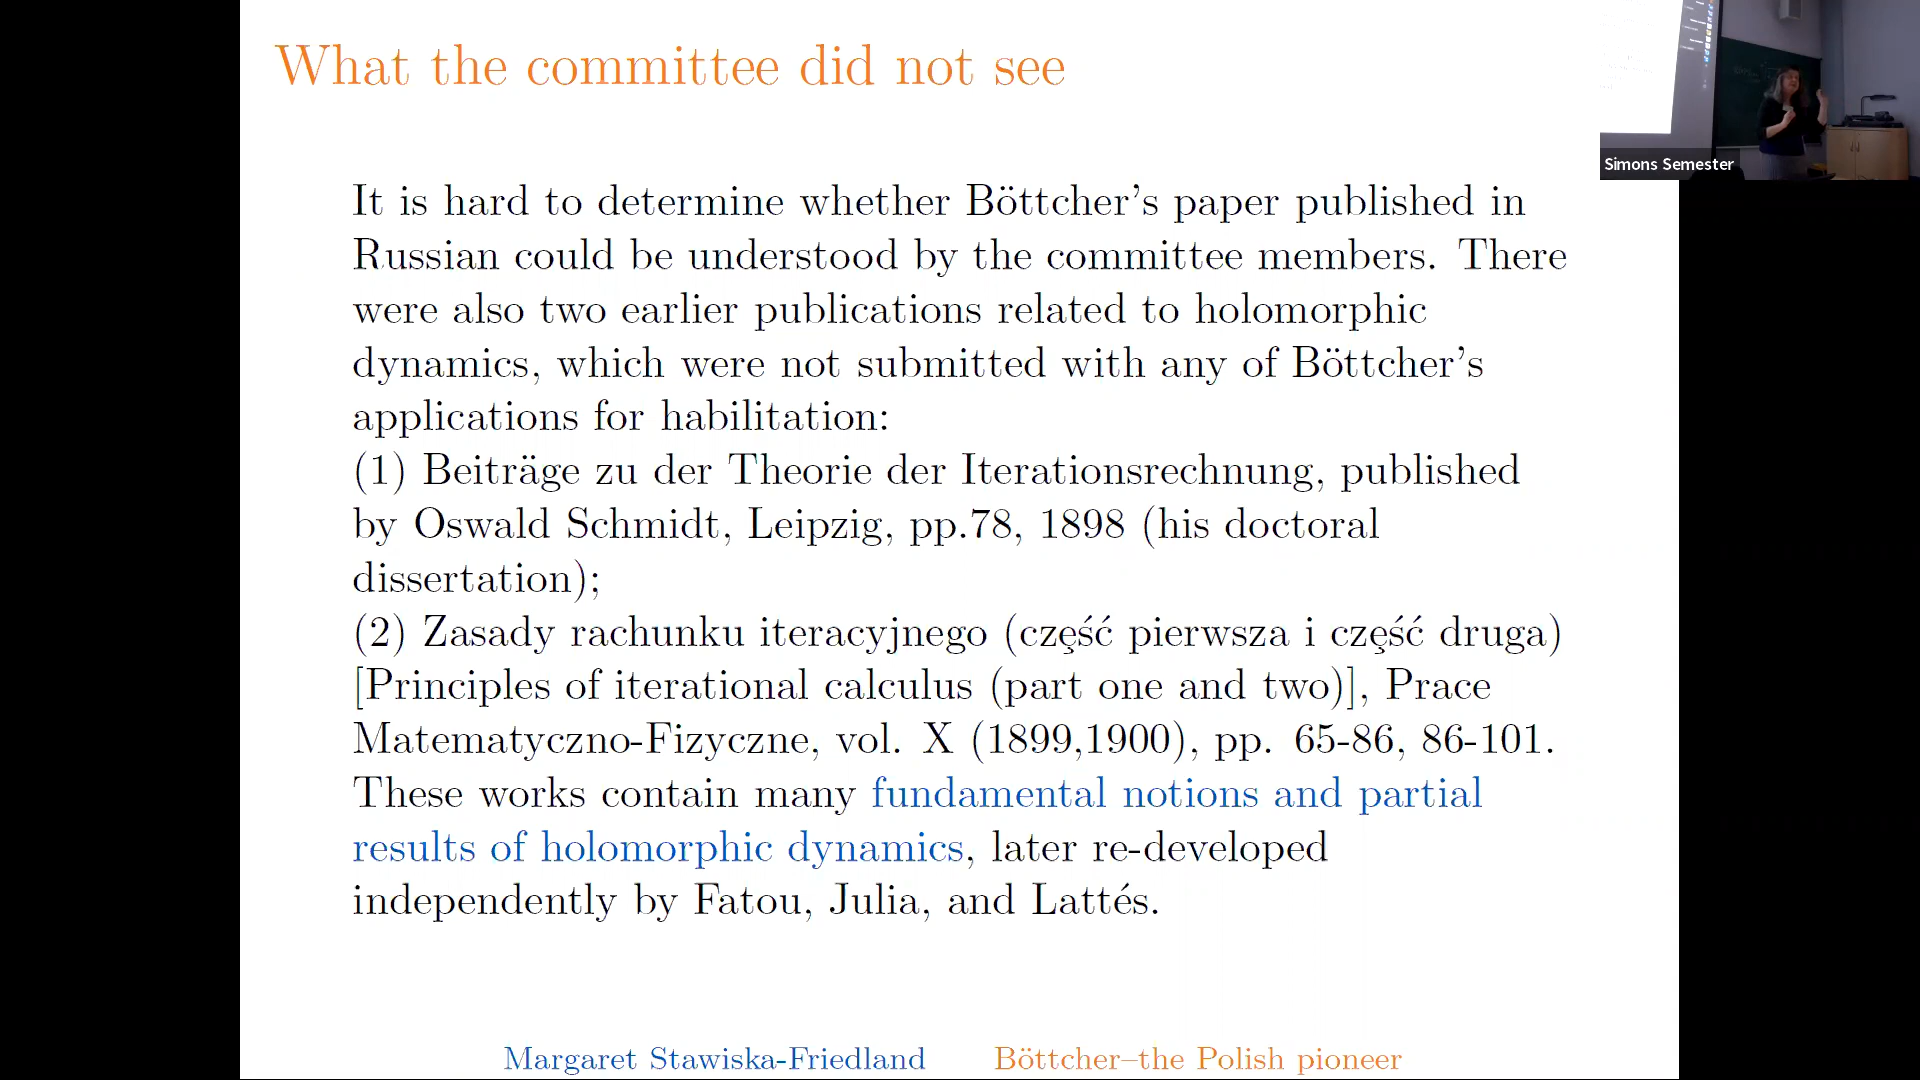 What the committee did not see
Simons Semester
It is hard to determine whether Böttcher's paper published in
Russian could be understood by the committee members. There
were also two earlier publications related to holomorphic
dynamics, which were not submitted with any of Böttcher's
applications for habilitation:
(1) Beiträge zu der Theorie der Iterationsrechnung, published
by Oswald Schmidt, Leipzig, pp.78, 1898 (his doctoral
dissertation);
(2) Zasady rachunku iteracyjnego (część pierwsza i część druga)
[Principles of iterational calculus (part one and two)], Prace
Matematyczno-Fizyczne, vol. X (1899,1900), pp. 65-86, 86-101.
These works contain many fundamental notions and partial
results of holomorphic dynamics, later re-developed
independently by Fatou, Julia, and Lattés.
Margaret Stawiska-Friedland Böttcher–the Polish pioneer